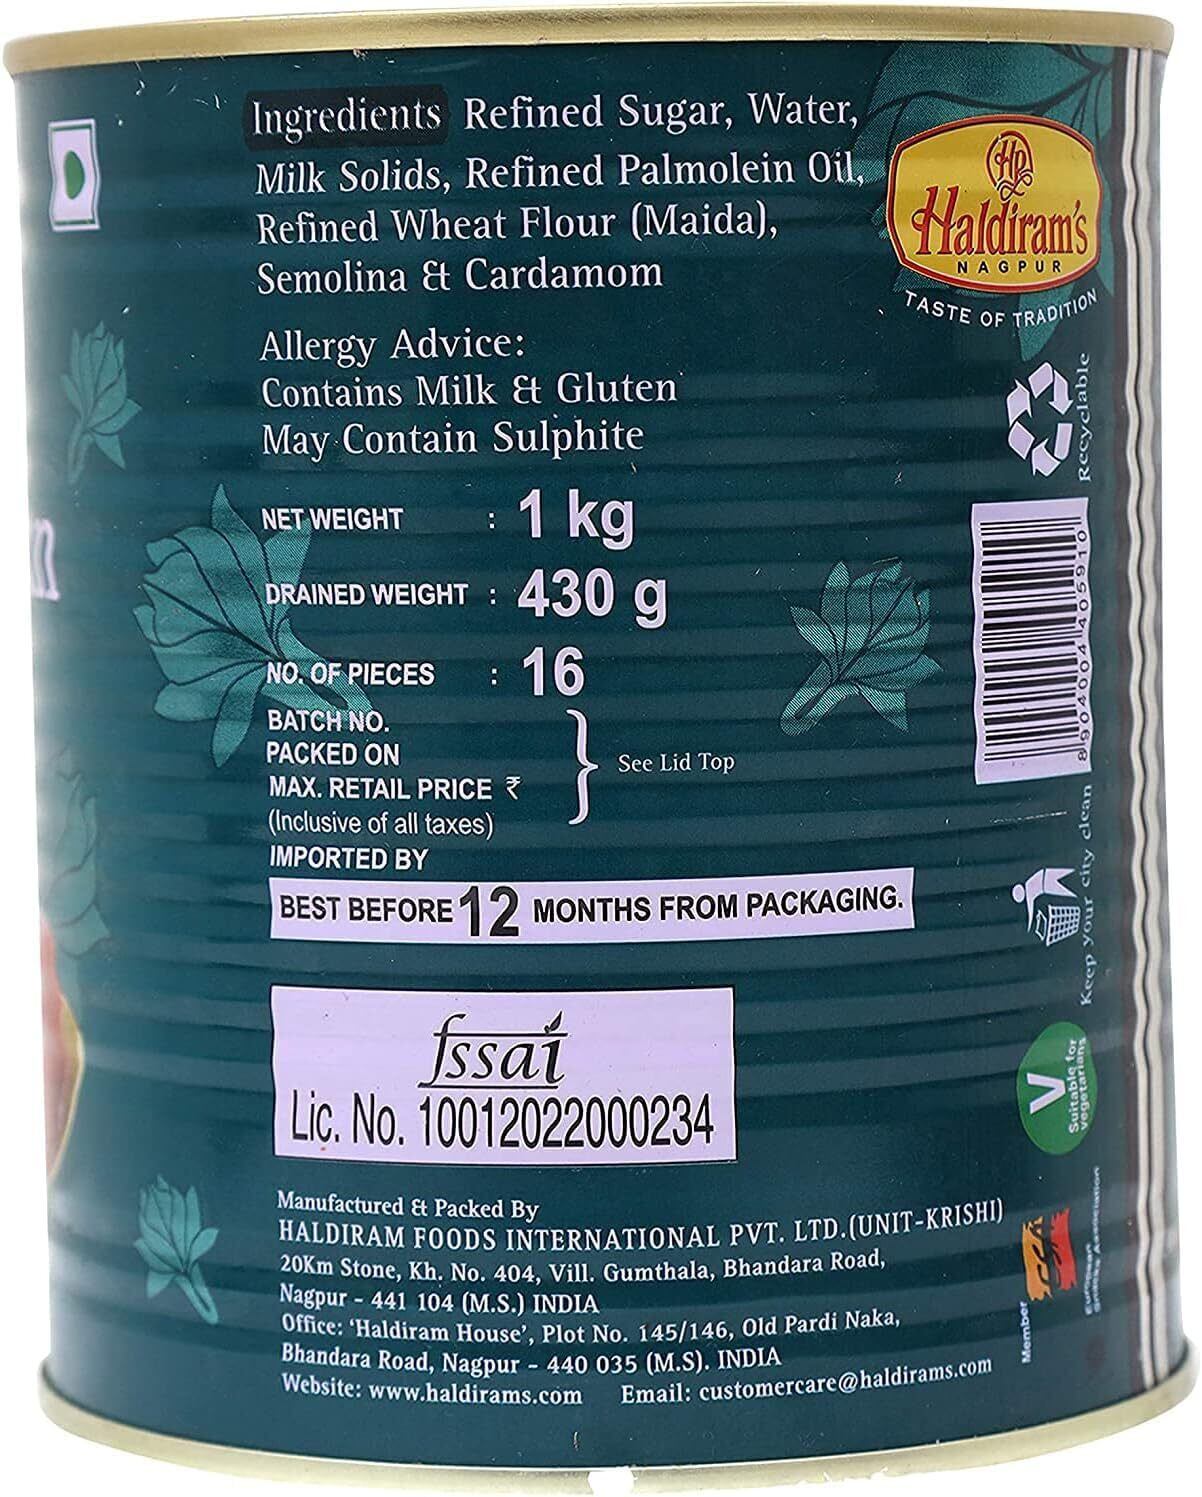 Ingredients Refined Sugar, Water,
Milk Solids, Refined Palmolein Oil,
Refined Wheat Flour (Maida),
Semolina & Cardamom
Allergy Advice:
Contains Milk & Gluten
May Contain Sulphite
NET WEIGHT : 1 kg
DRAINED WEIGHT : 430 g
NO. OF PIECES : 16
BATCH NO.
PACKED ON
MAX. RETAIL PRICE ₹
(Inclusive of all taxes)
See Lid Top
IMPORTED BY
BEST BEFORE 12 MONTHS FROM PACKAGING.
fssai
Lic. No. 10012022000234
Manufactured & Packed By
HALDIRAM FOODS INTERNATIONAL PVT. LTD.(UNIT-KRISHI)
20Km Stone, Kh. No. 404, Vill. Gumthala, Bhandara Road,
Nagpur - 441 104 (M.S.) INDIA
Office: 'Haldiram House', Plot No. 145/146, Old Pardi Naka,
Bhandara Road, Nagpur - 440 035 (M.S). INDIA
Website: www.haldirams.com Email: customercare@haldirams.com
HR
Haldiram's
NAGPUR
TASTE OF TRADITION
Recyclable
8904004405910
Keep your city clean
V
Suitable for
vegetarians
Member
ESA
European
Snacks Association